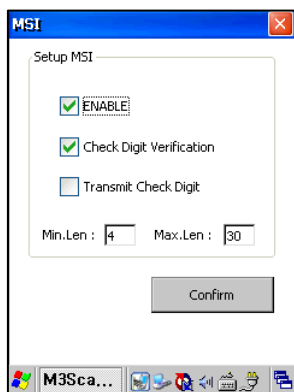 MSI
Setup MSI
ENABLE
Check Digit Verification
Transmit Check Digit
Min.Len : 4 Max.Len : 30
Confirm
M3Sca...